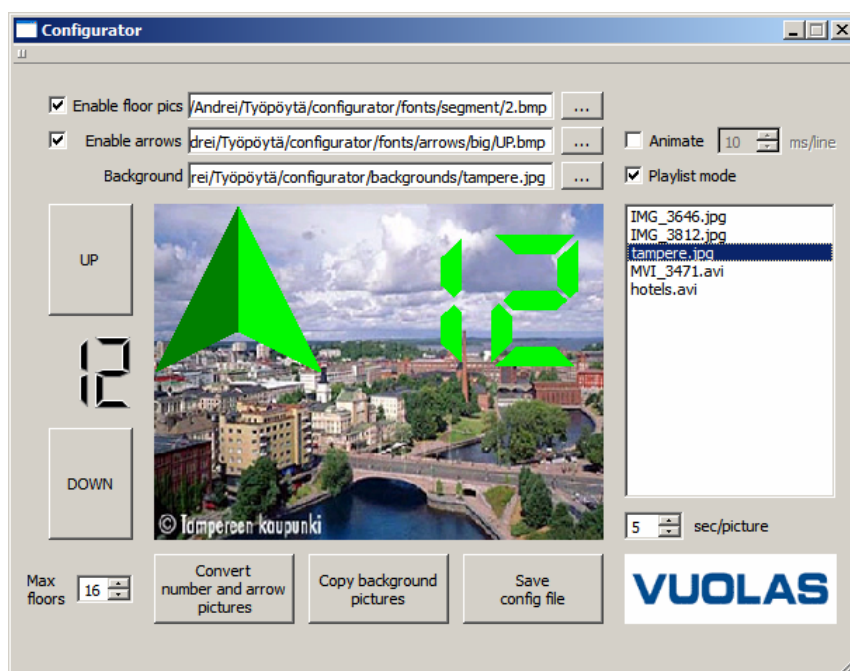 Configurator
Enable floor pics
/Andrei/Työpöytä/configurator/fonts/segment/2.bmp
...
Enable arrows
drei/Työpöytä/configurator/fonts/arrows/big/UP.bmp
...
Animate
10
ms/line
Background
rei/Työpöytä/configurator/backgrounds/tampere.jpg
...
Playlist mode
UP
12
DOWN
12
© Tampereen kaupunki
IMG_3646.jpg
IMG_3812.jpg
tampere.jpg
MVI_3471.avi
hotels.avi
5
sec/picture
Max
floors
16
Convert
number and arrow
pictures
Copy background
pictures
Save
config file
VUOLAS